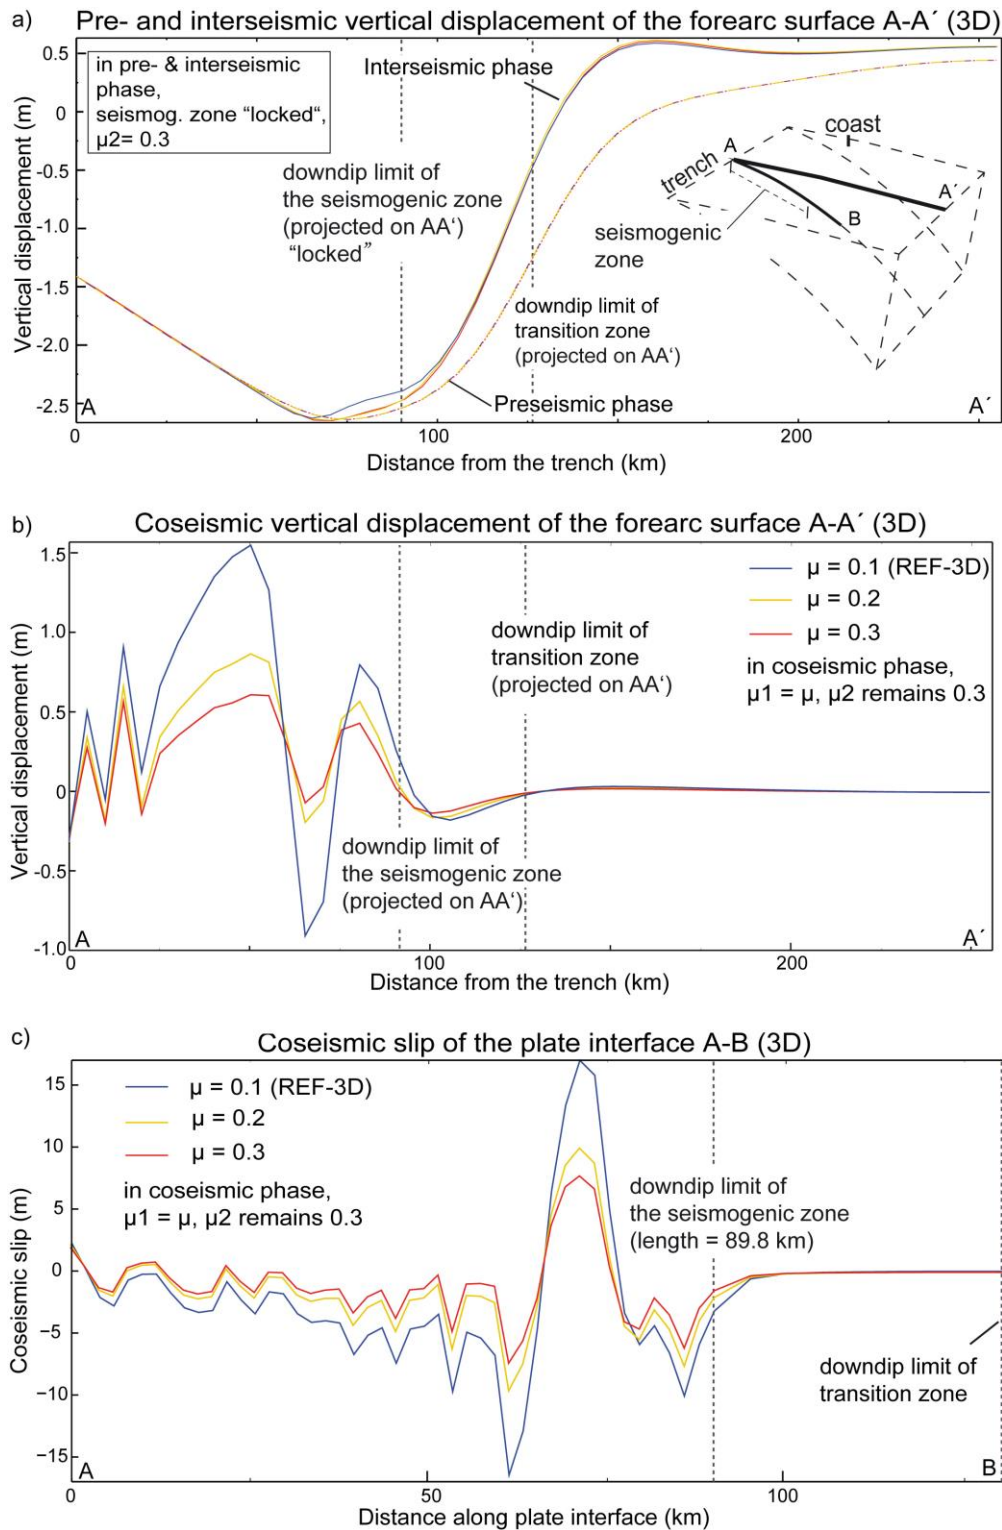 a)
Pre- and interseismic vertical displacement of the forearc surface A-A´ (3D)
0.5
0
-0.5
-1.0
-1.5
-2.0
-2.5
Vertical displacement (m)
in pre- & interseismic
phase,
seismog. zone “locked“,
μ2= 0.3
Interseismic phase
downdip limit of
the seismogenic zone
(projected on AA‘)
“locked”
coast
A
trench
A´
B
seismogenic
zone
downdip limit of
transition zone
(projected on AA‘)
Preseismic phase
A
A´
0
100
200
Distance from the trench (km)
b)
Coseismic vertical displacement of the forearc surface A-A´ (3D)
1.5
1.0
0.5
0
-0.5
-1.0
Vertical displacement (m)
μ = 0.1 (REF-3D)
μ = 0.2
μ = 0.3
in coseismic phase,
μ1 = μ, μ2 remains 0.3
downdip limit of
transition zone
(projected on AA‘)
downdip limit of
the seismogenic zone
(projected on AA‘)
A
A´
0
100
200
Distance from the trench (km)
c)
Coseismic slip of the plate interface A-B (3D)
15
10
5
0
−5
−10
−15
Coseismic slip (m)
μ = 0.1 (REF-3D)
μ = 0.2
μ = 0.3
in coseismic phase,
μ1 = μ, μ2 remains 0.3
downdip limit of
the seismogenic zone
(length = 89.8 km)
downdip limit of
transition zone
A
B
0
50
100
Distance along plate interface (km)